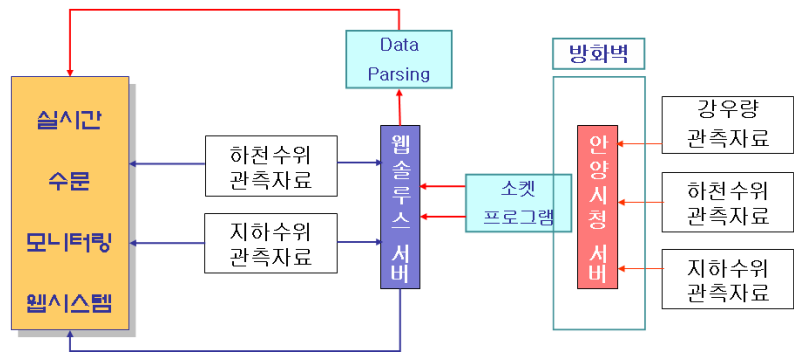 실시간
수문
모니터링
웹시스템
Data
Parsing
하천수위
관측자료
지하수위
관측자료
웹솔루스 서버
소켓
프로그램
방화벽
안양시청 서버
강우량
관측자료
하천수위
관측자료
지하수위
관측자료